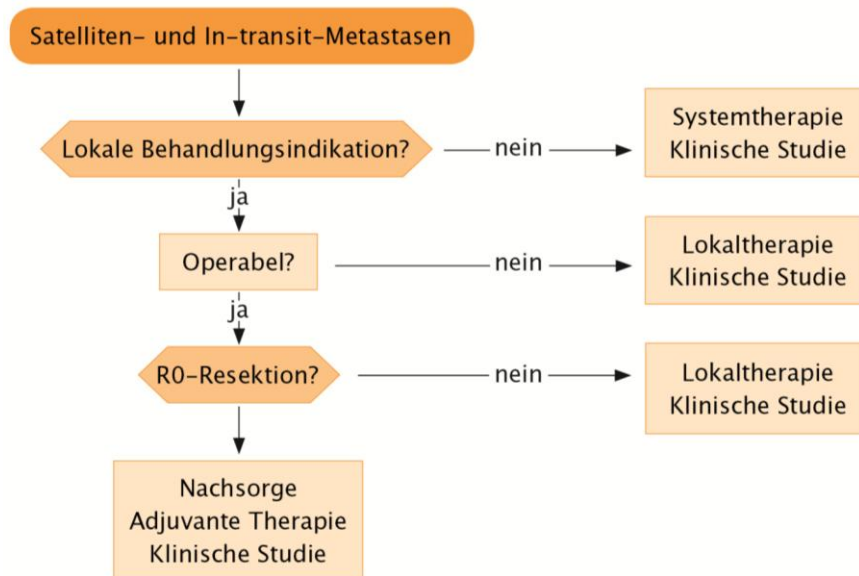 Satelliten- und In-transit-Metastasen
Lokale Behandlungsindikation?
nein
Systemtherapie
Klinische Studie
ja
Operabel?
nein
Lokaltherapie
Klinische Studie
ja
R0-Resektion?
nein
Lokaltherapie
Klinische Studie
Nachsorge
Adjuvante Therapie
Klinische Studie